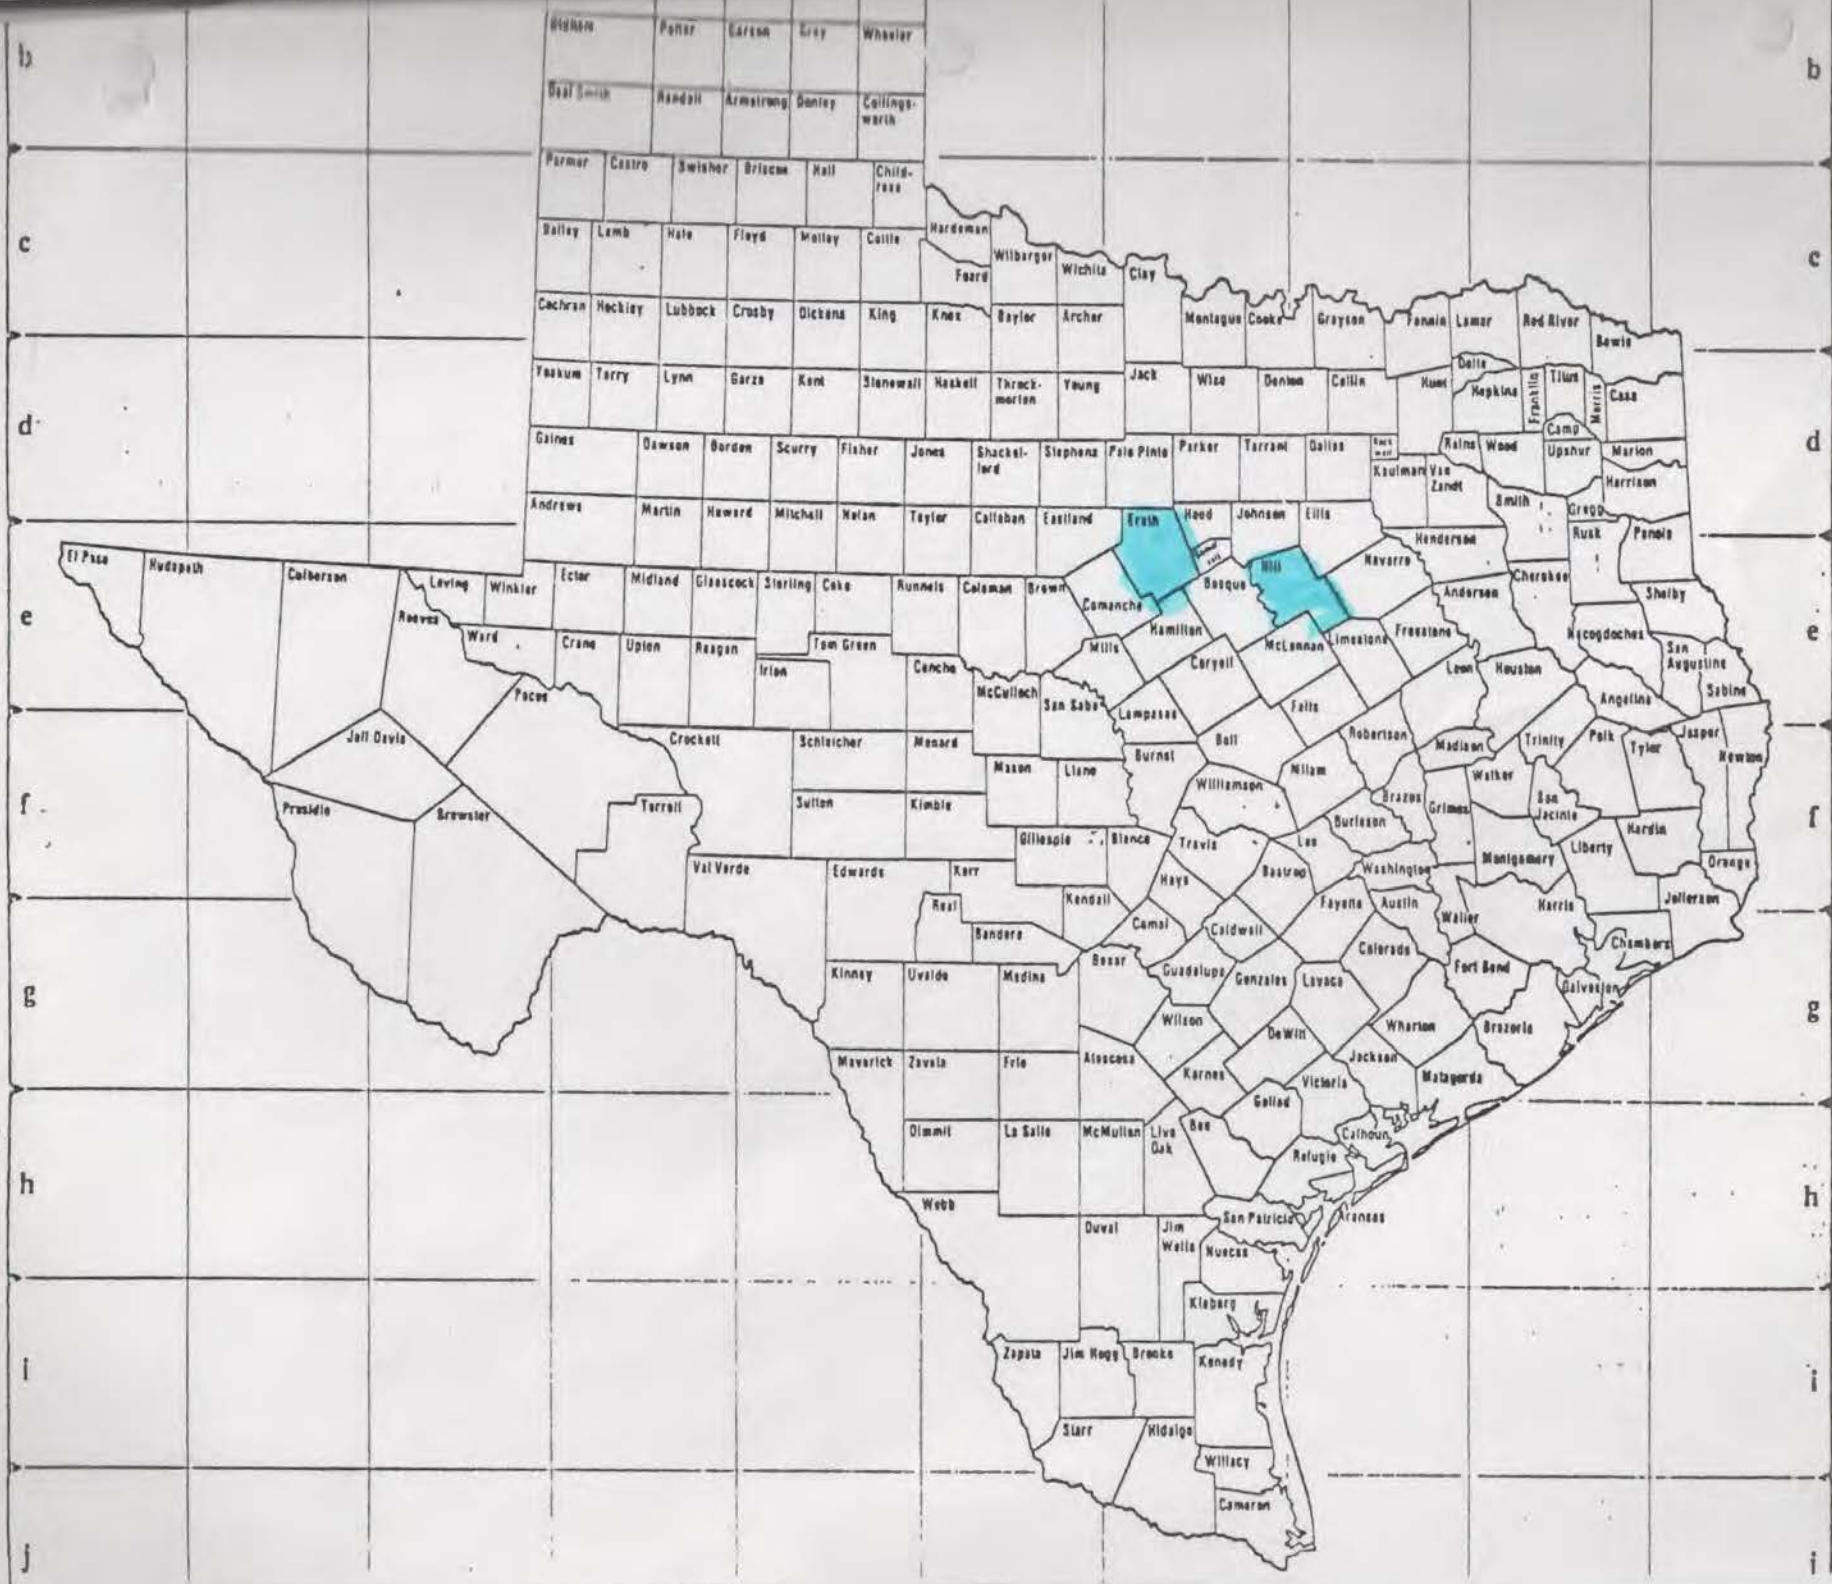 b
Potter Carson Gray Wheeler
b
Deaf Smith Randall Armstrong Donley Collings-
worth
Parmer Castro Swisher Briscoe Hall Child-
ress
c
Bailey Lamb Hale Floyd Motley Cottle
Hardeman
Foard
Wilbarger
Wichita
Clay
c
Cochran Hockley Lubbock Crosby Dickens King Knox Baylor Archer
Montague Cooke Grayson Fannin Lamar Red River
Bowie
Yoakum Terry Lynn Garza Kent Stonewall Haskell Throck-
morton Young
Jack Wise Denton Collin Hunt
Delta
Hopkins
Franklin
Titus
Morris
Cass
d
Gaines Dawson Borden Scurry Fisher Jones Shackel-
ford Stephens Palo Pinto Parker Tarrant Dallas
Rock
wall
Kaufman Van
Zandt
Rains Wood
Camp
Upshur
Marion
d
Harrison
Smith
Gregg
Andrews Martin Howard Mitchell Nolan Taylor Callahan Eastland Erath Hood Johnson Ellis
Henderson
Rusk Panola
El Paso Hudspeth Culberson
Loving Winkler Ector Midland Glasscock Sterling Coke Runnels Coleman Brown
Comanche
Bosque
Hill
Navarro
Anderson
Cherokee
Shelby
e
Reeves
Ward Crane Upton Reagan
Tom Green
Irion
Concho
Mills
Hamilton
Coryell
McLennan
Limestone
Freestone
Leon
Houston
Nacogdoches
San
Augustine
Sabine
Angelina
e
Pecos
McCulloch
San Saba
Lampasas
Bell
Falls
Robertson
Madison
Trinity
Polk
Tyler
Jasper
Newton
Jeff Davis
Crockett
Schleicher
Menard
Mason
Llano
Burnet
Williamson
Milam
Brazos
Grimes
Walker
San
Jacinto
f
Presidio
Brewster
Terrell
Sutton
Kimble
Gillespie
Blanco
Travis
Lee
Burleson
Hardin
Liberty
f
Val Verde
Edwards
Kerr
Hays
Bastrop
Washington
Montgomery
Orange
Real
Kendall
Comal
Caldwell
Fayette
Austin
Waller
Harris
Jefferson
Bandera
Bexar
Guadalupe
Gonzales
Lavaca
Colorado
Fort Bend
Chambers
Galveston
g
Kinney Uvalde Medina
Wilson
DeWitt
Wharton
Brazoria
g
Maverick Zavala Frio
Atascosa
Karnes
Goliad
Victoria
Jackson
Matagorda
Dimmit La Salle McMullen Live
Oak
Bee
Refugio
Calhoun
h
Webb
Duval
Jim
Wells
San Patricio
Aransas
Nueces
h
Kleberg
i
Zapata Jim Hogg Brooks Kenedy
i
Starr Hidalgo
Willacy
Cameron
j